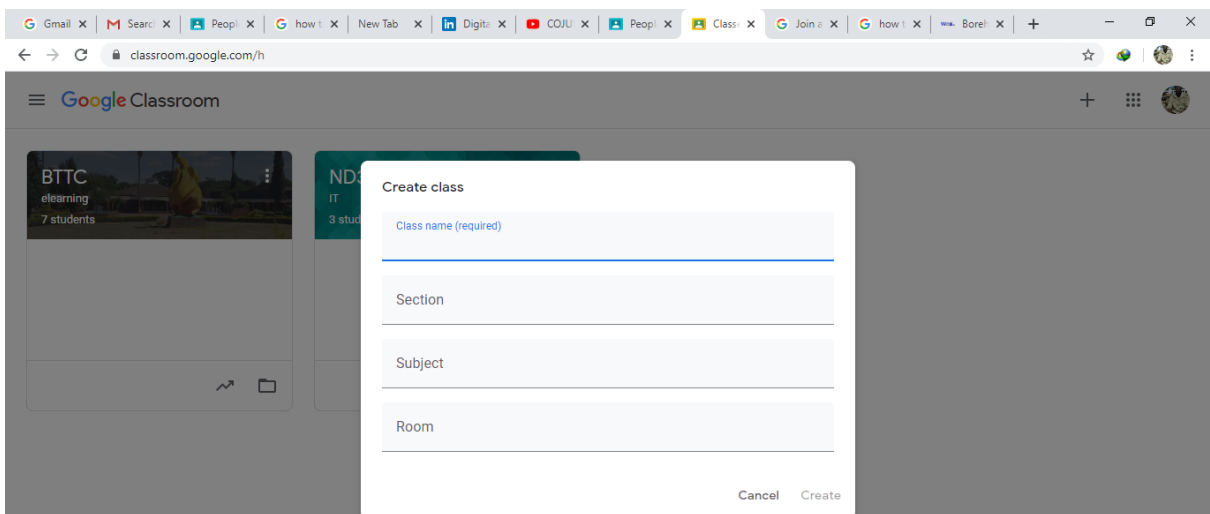 Gmail Searc Peopl how t New Tab Digita COJU Peopl Class Join a how t Boreh
classroom.google.com/h
Google Classroom
BTTC
elearning
7 students
ND3
IT
3 stud
Create class
Class name (required)
Section
Subject
Room
Cancel Create